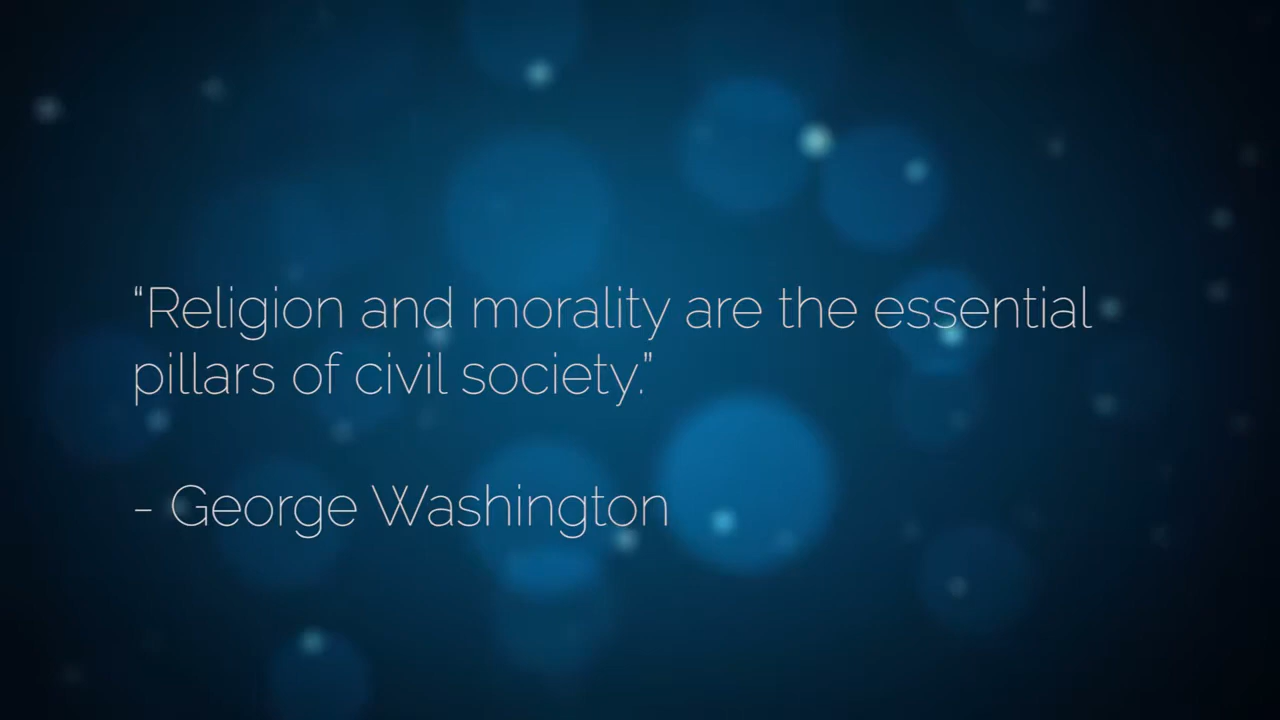 “Religion and morality are the essential
pillars of civil society.”
- George Washington